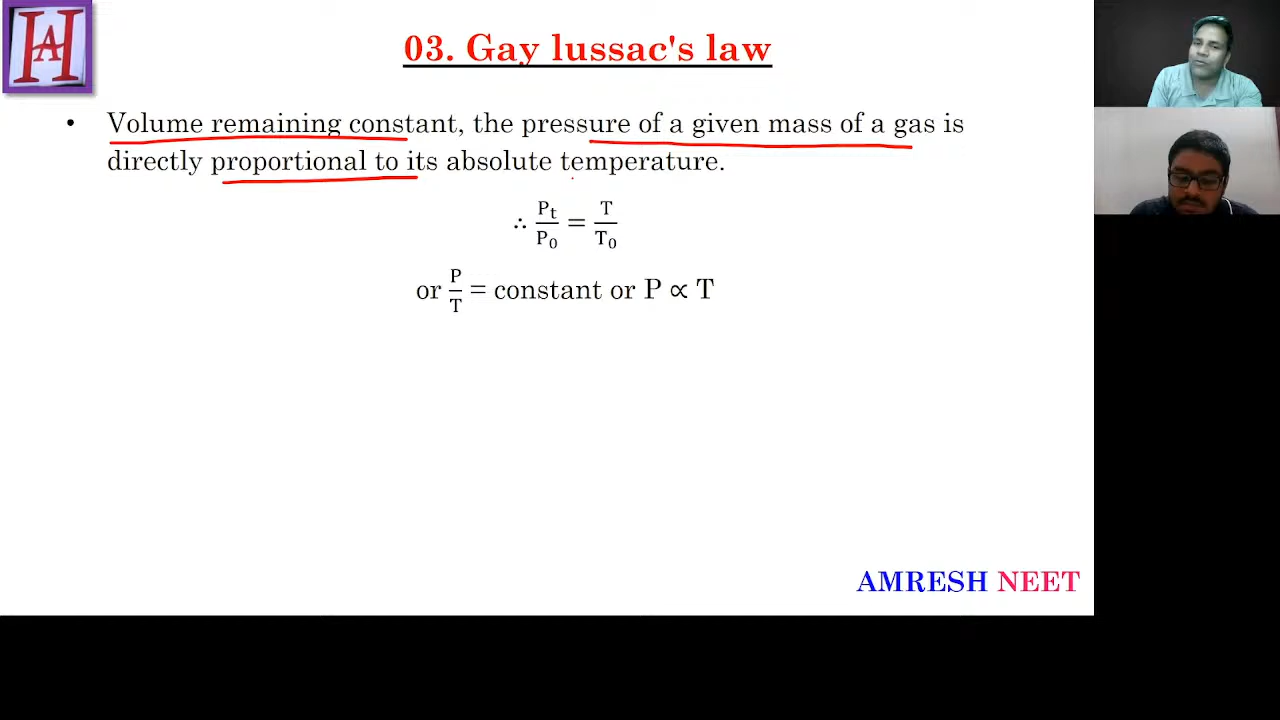 HA
03. Gay lussac's law
• Volume remaining constant, the pressure of a given mass of a gas is
directly proportional to its absolute temperature.
∴ Pₜ/P₀ = T/T₀
or P/T = constant or P ∝ T
AMRESH NEET